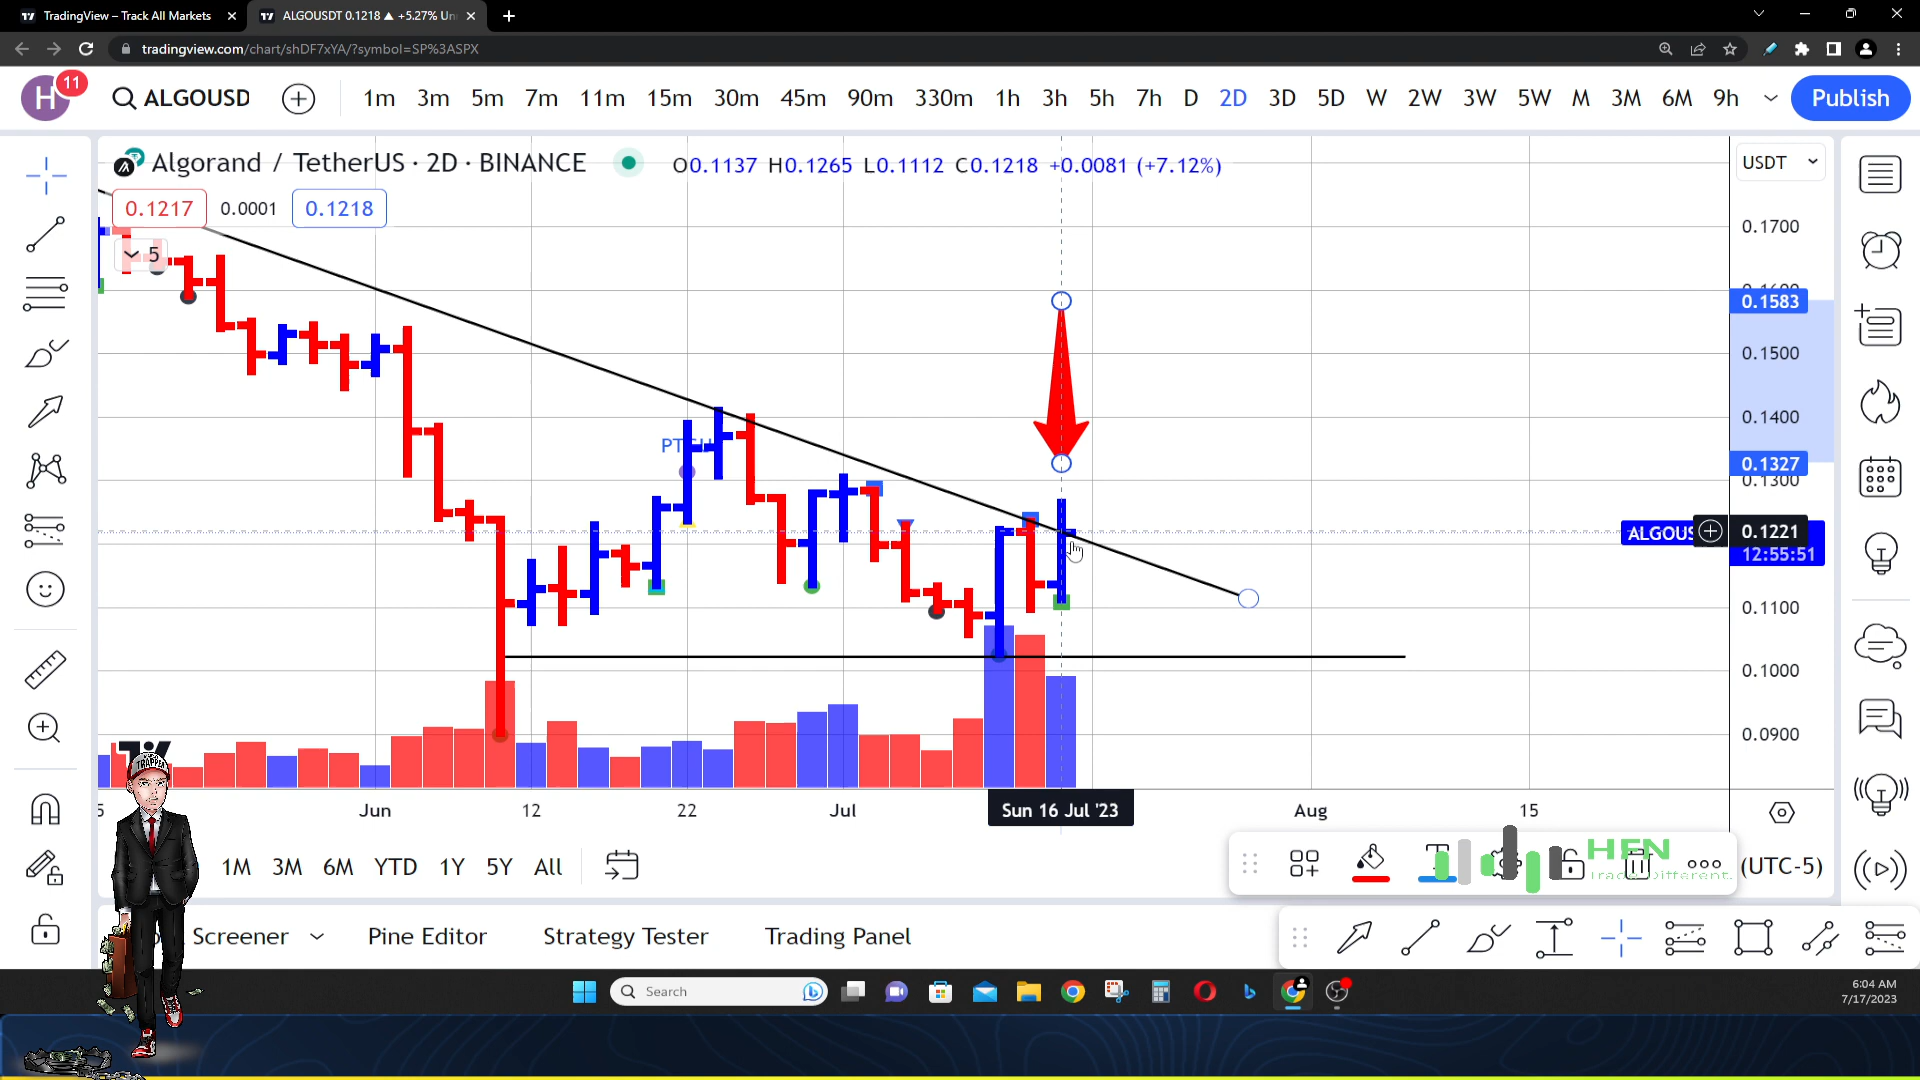 TradingView – Track All Markets
ALGOUSDT 0.1218 ▲ +5.27% Un
tradingview.com/chart/shDF7xYA/?symbol=SP%3ASPX
H 11 ALGOUSD 1m 3m 5m 7m 11m 15m 30m 45m 90m 330m 1h 3h 5h 7h D 2D 3D 5D W 2W 3W 5W M 3M 6M 9h Publish
Algorand / TetherUS · 2D · BINANCE O0.1137 H0.1265 L0.1112 C0.1218 +0.0081 (+7.12%)
USDT
0.1217 0.0001 0.1218
5
0.1700
0.1583
0.1500
0.1400
0.1327
0.1300
ALGOUS 0.1221
12:55:51
0.1100
0.1000
0.0900
Jun 12 22 Jul Sun 16 Jul '23 Aug 15
1M 3M 6M YTD 1Y 5Y All
(UTC-5)
HFN
Trade Different.
TRAPPER
Screener Pine Editor Strategy Tester Trading Panel
Search
6:04 AM
7/17/2023